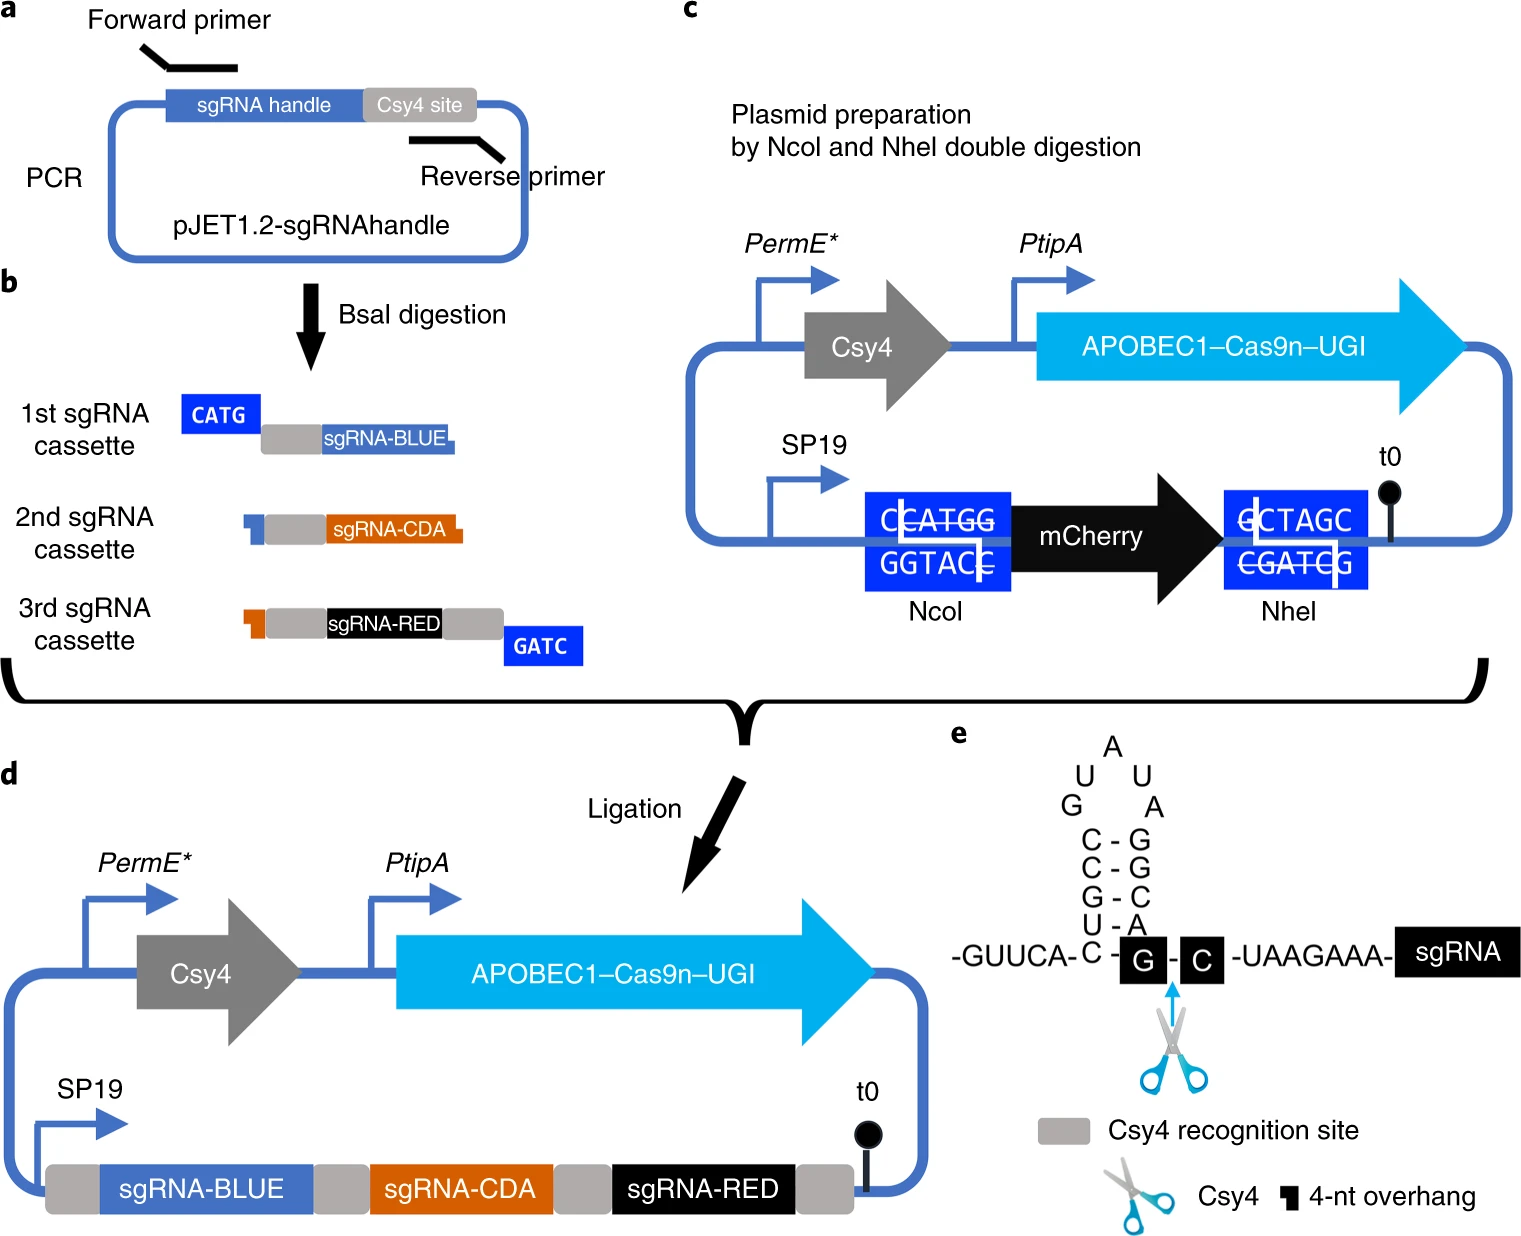 a
Forward primer
sgRNA handle
Csy4 site
PCR
Reverse primer
pJET1.2-sgRNAhandle
b
BsaI digestion
1st sgRNA
cassette
CATG
sgRNA-BLUE
2nd sgRNA
cassette
sgRNA-CDA
3rd sgRNA
cassette
sgRNA-RED
GATC
c
Plasmid preparation
by NcoI and NheI double digestion
PermE*
PtipA
Csy4
APOBEC1–Cas9n–UGI
SP19
t0
CCATGG
GGTACC
mCherry
GCTAGC
CGATCG
NcoI
NheI
d
Ligation
PermE*
PtipA
Csy4
APOBEC1–Cas9n–UGI
SP19
t0
sgRNA-BLUE
sgRNA-CDA
sgRNA-RED
e
A
U U
G A
C - G
C - G
G - C
U - A
-GUUCA-C - G - C -UAAGAAA- sgRNA
Csy4 recognition site
Csy4
4-nt overhang